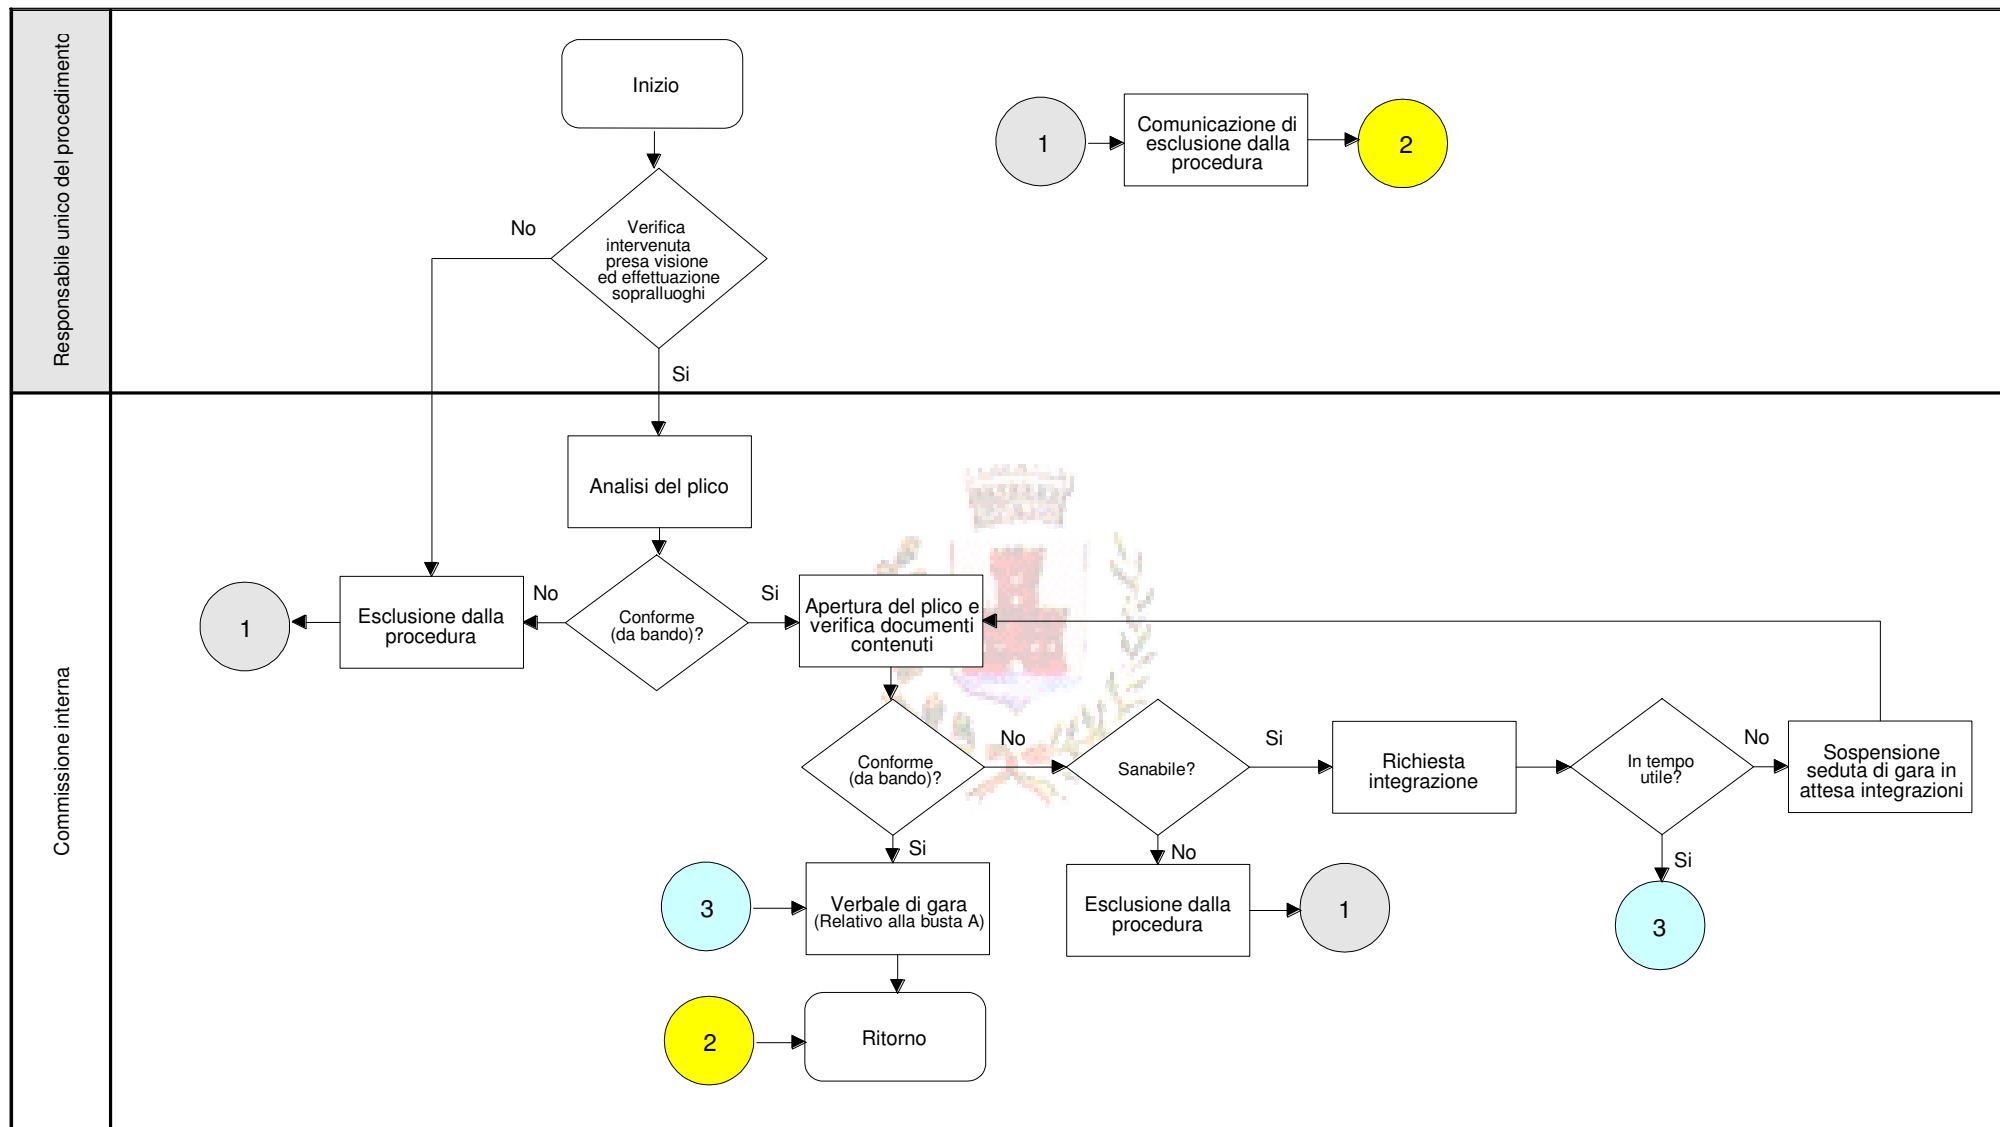 Responsabile unico del procedimento
Inizio
1
Comunicazione di
esclusione dalla
procedura
2
No
Verifica
intervenuta
presa visione
ed effettuazione
sopralluoghi
Si
Commissione interna
Analisi del plico
1
Esclusione dalla
procedura
No
Conforme
(da bando)?
Si
Apertura del plico e
verifica documenti
contenuti
Conforme
(da bando)?
No
Sanabile?
Si
Richiesta
integrazione
In tempo
utile?
No
Sospensione
seduta di gara in
attesa integrazioni
Si
No
Si
3
Verbale di gara
(Relativo alla busta A)
Esclusione dalla
procedura
1
3
2
Ritorno